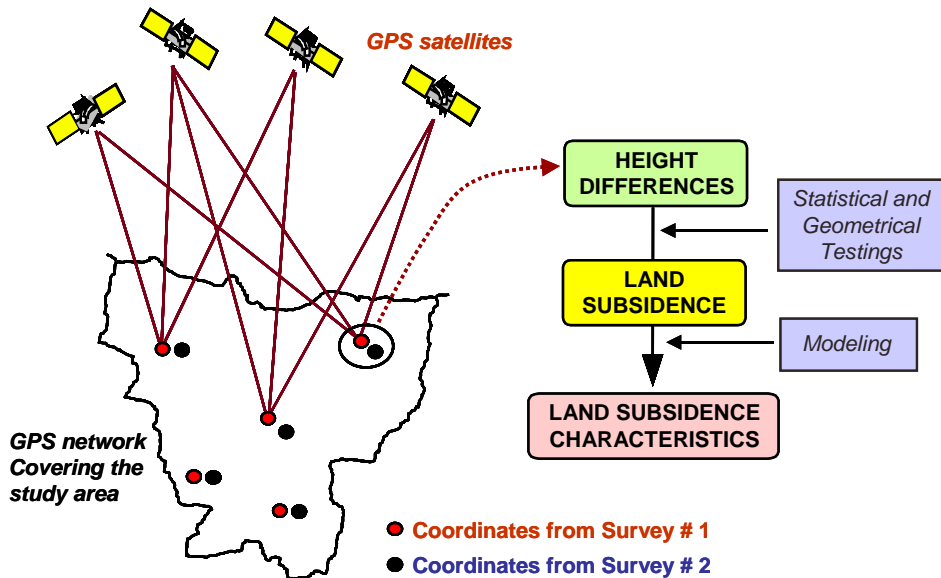 GPS satellites
HEIGHT
DIFFERENCES
Statistical and
Geometrical
Testings
LAND
SUBSIDENCE
Modeling
LAND SUBSIDENCE
CHARACTERISTICS
GPS network
Covering the
study area
Coordinates from Survey # 1
Coordinates from Survey # 2